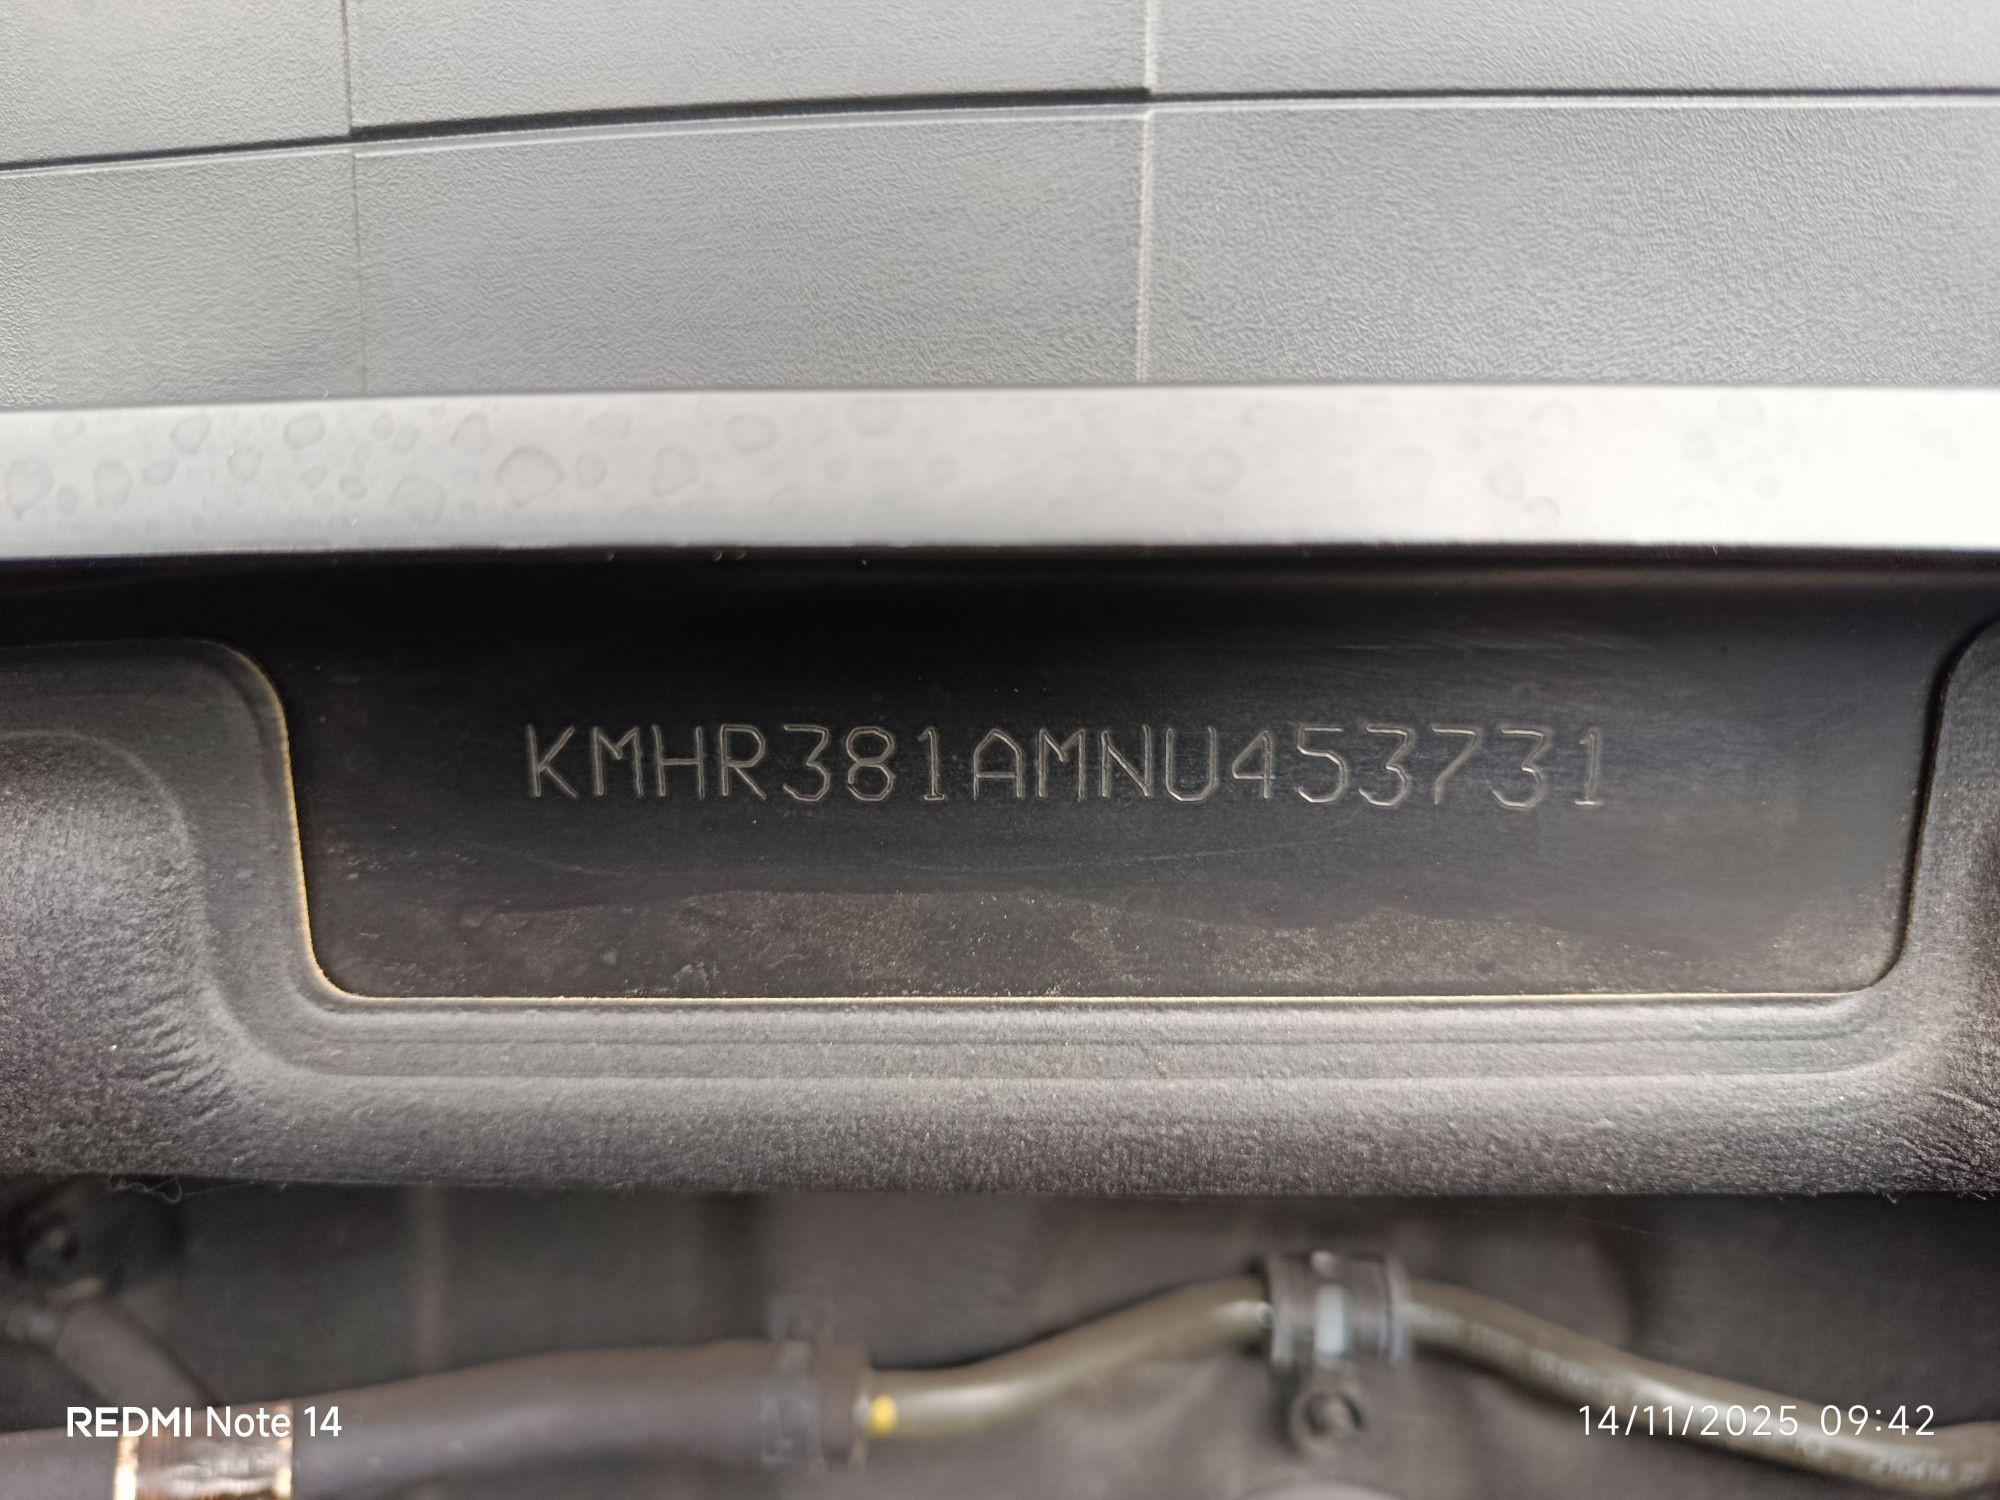 KMHR381AMNU453731
REDMI Note 14
14/11/2025 09:42